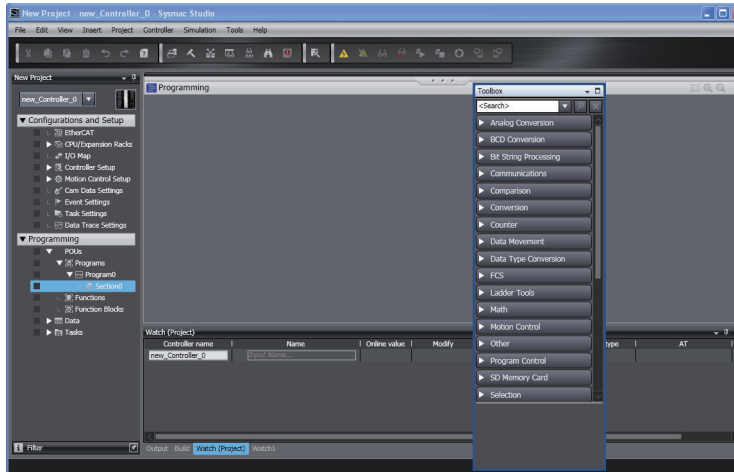 New Project - new_Controller_0 - Sysmac Studio
File Edit View Insert Project Controller Simulation Tools Help
New Project
new_Controller_0
Configurations and Setup
EtherCAT
CPU/Expansion Racks
I/O Map
Controller Setup
Motion Control Setup
Cam Data Settings
Event Settings
Task Settings
Data Trace Settings
Programming
POUs
Programs
Program0
Section0
Functions
Function Blocks
Data
Tasks
Filter
Programming
Toolbox
<Search>
Analog Conversion
BCD Conversion
Bit String Processing
Communications
Comparison
Conversion
Counter
Data Movement
Data Type Conversion
FCS
Ladder Tools
Math
Motion Control
Other
Program Control
SD Memory Card
Selection
Watch (Project)
Controller name Name Online value Modify type AT
new_Controller_0 Input Name...
Output Build Watch (Project) Watch1